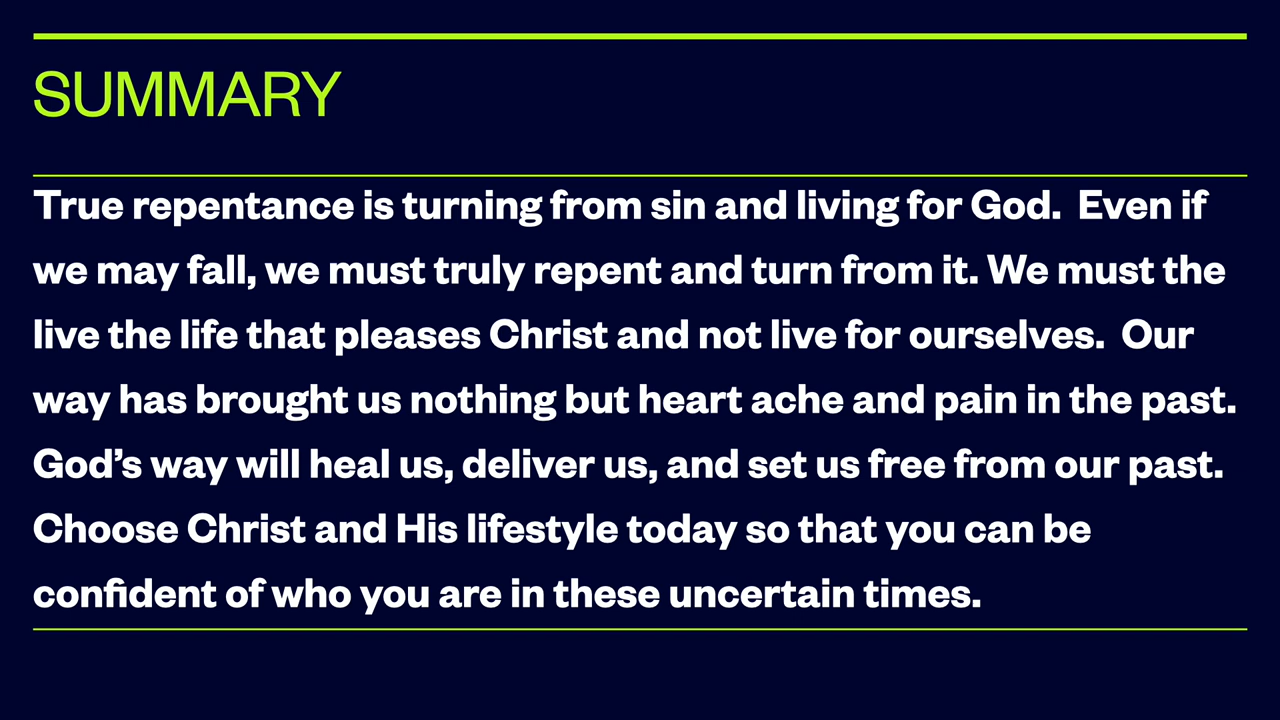 SUMMARY
True repentance is turning from sin and living for God.  Even if
we may fall, we must truly repent and turn from it. We must the
live the life that pleases Christ and not live for ourselves.  Our
way has brought us nothing but heart ache and pain in the past.
God’s way will heal us, deliver us, and set us free from our past.
Choose Christ and His lifestyle today so that you can be
confident of who you are in these uncertain times.